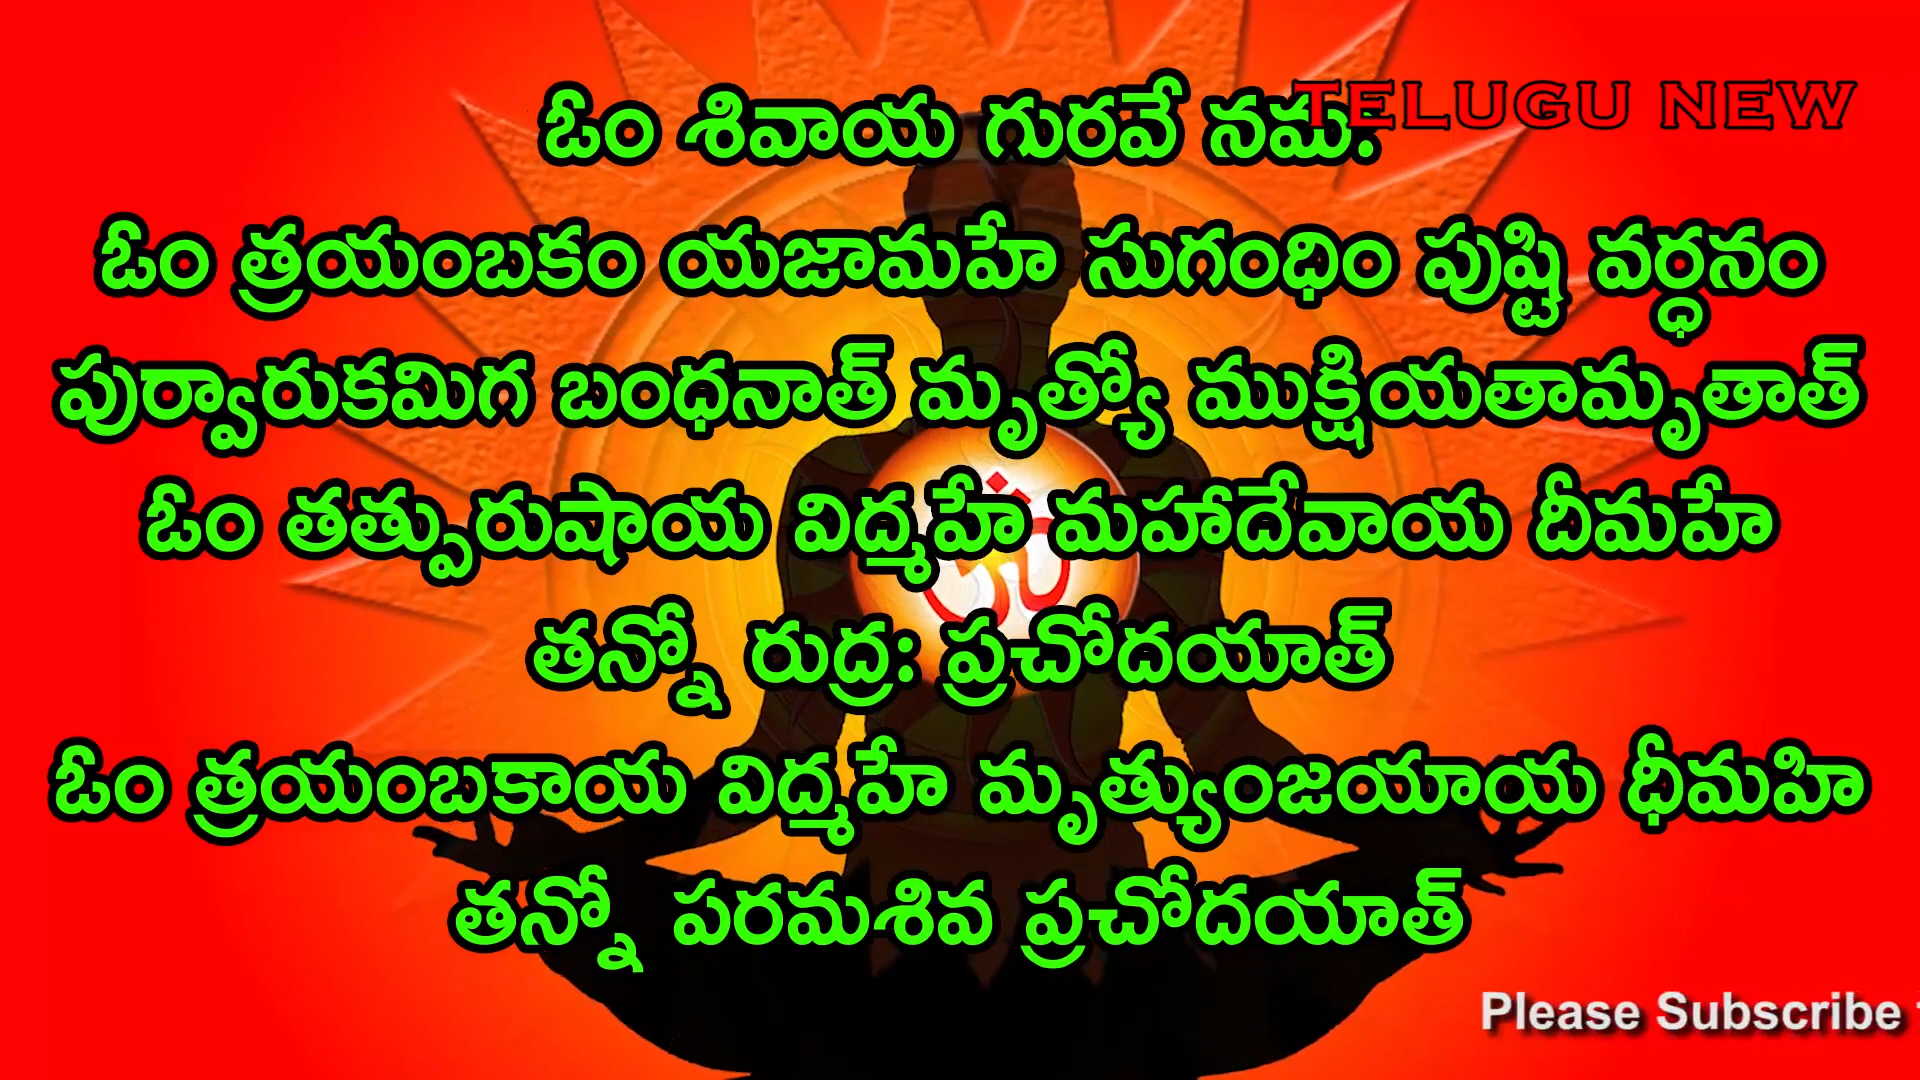 ఓం శివాయ గురవే నమ:
TELUGU NEW
ఓం త్రయంబకం యజామహే సుగంధిం పుష్టి వర్ధనం
పుర్వారుకమిగ బంధనాత్ మృత్యో ముక్షియతామృతాత్
ఓం తత్పురుషాయ విద్మహే మహాదేవాయ దీమహే
తన్నో రుద్ర: ప్రచోదయాత్
ఓం త్రయంబకాయ విద్మహే మృత్యుంజయాయ ధీమహి
తన్నో పరమశివ ప్రచోదయాత్
Please Subscribe